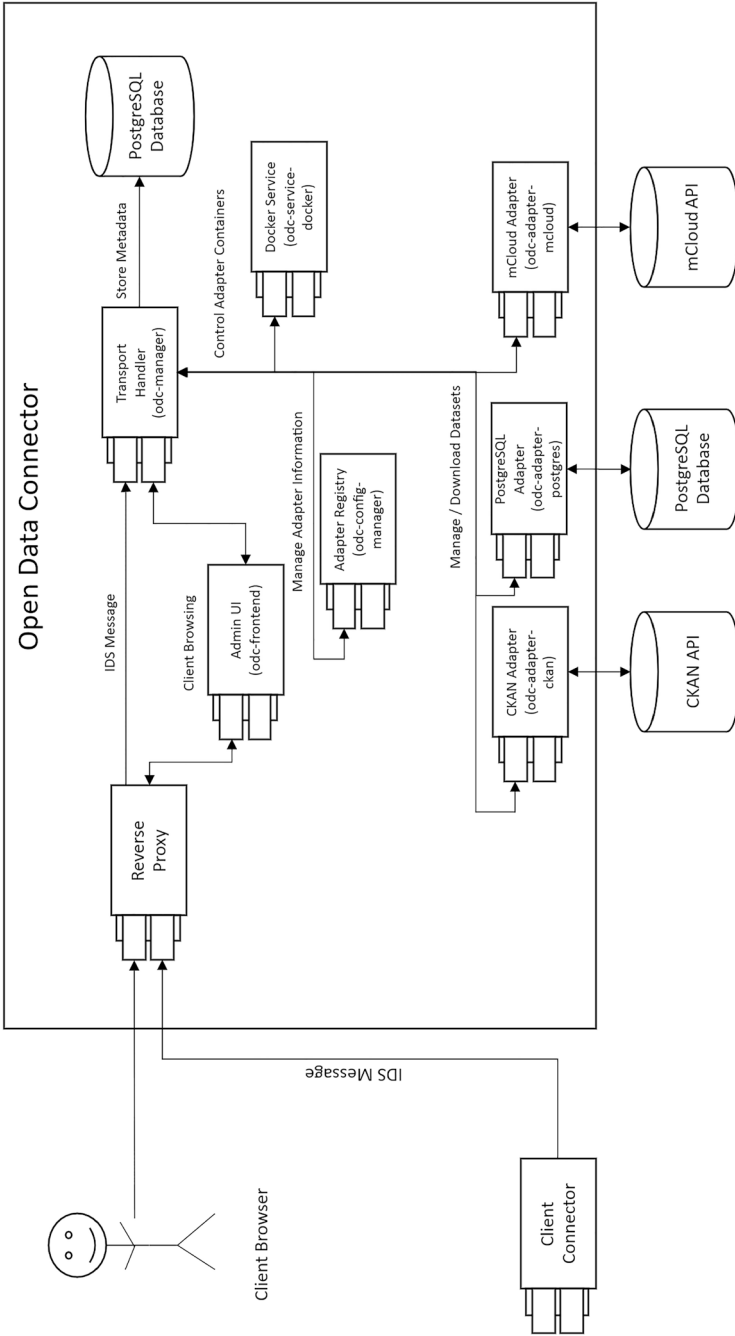 Open Data Connector
PostgreSQL
Database
Store Metadata
Transport
Handler
(odc-manager)
IDS Message
Reverse
Proxy
Client Browsing
Admin UI
(odc-frontend)
Control Adapter Containers
Docker Service
(odc-service-
docker)
Manage Adapter Information
Adapter Registry
(odc-config-
manager)
Manage / Download Datasets
mCloud Adapter
(odc-adapter-
mcloud)
PostgreSQL
Adapter
(odc-adapter-
postgres)
CKAN Adapter
(odc-adapter-
ckan)
mCloud API
PostgreSQL
Database
CKAN API
Client Browser
IDS Message
Client
Connector